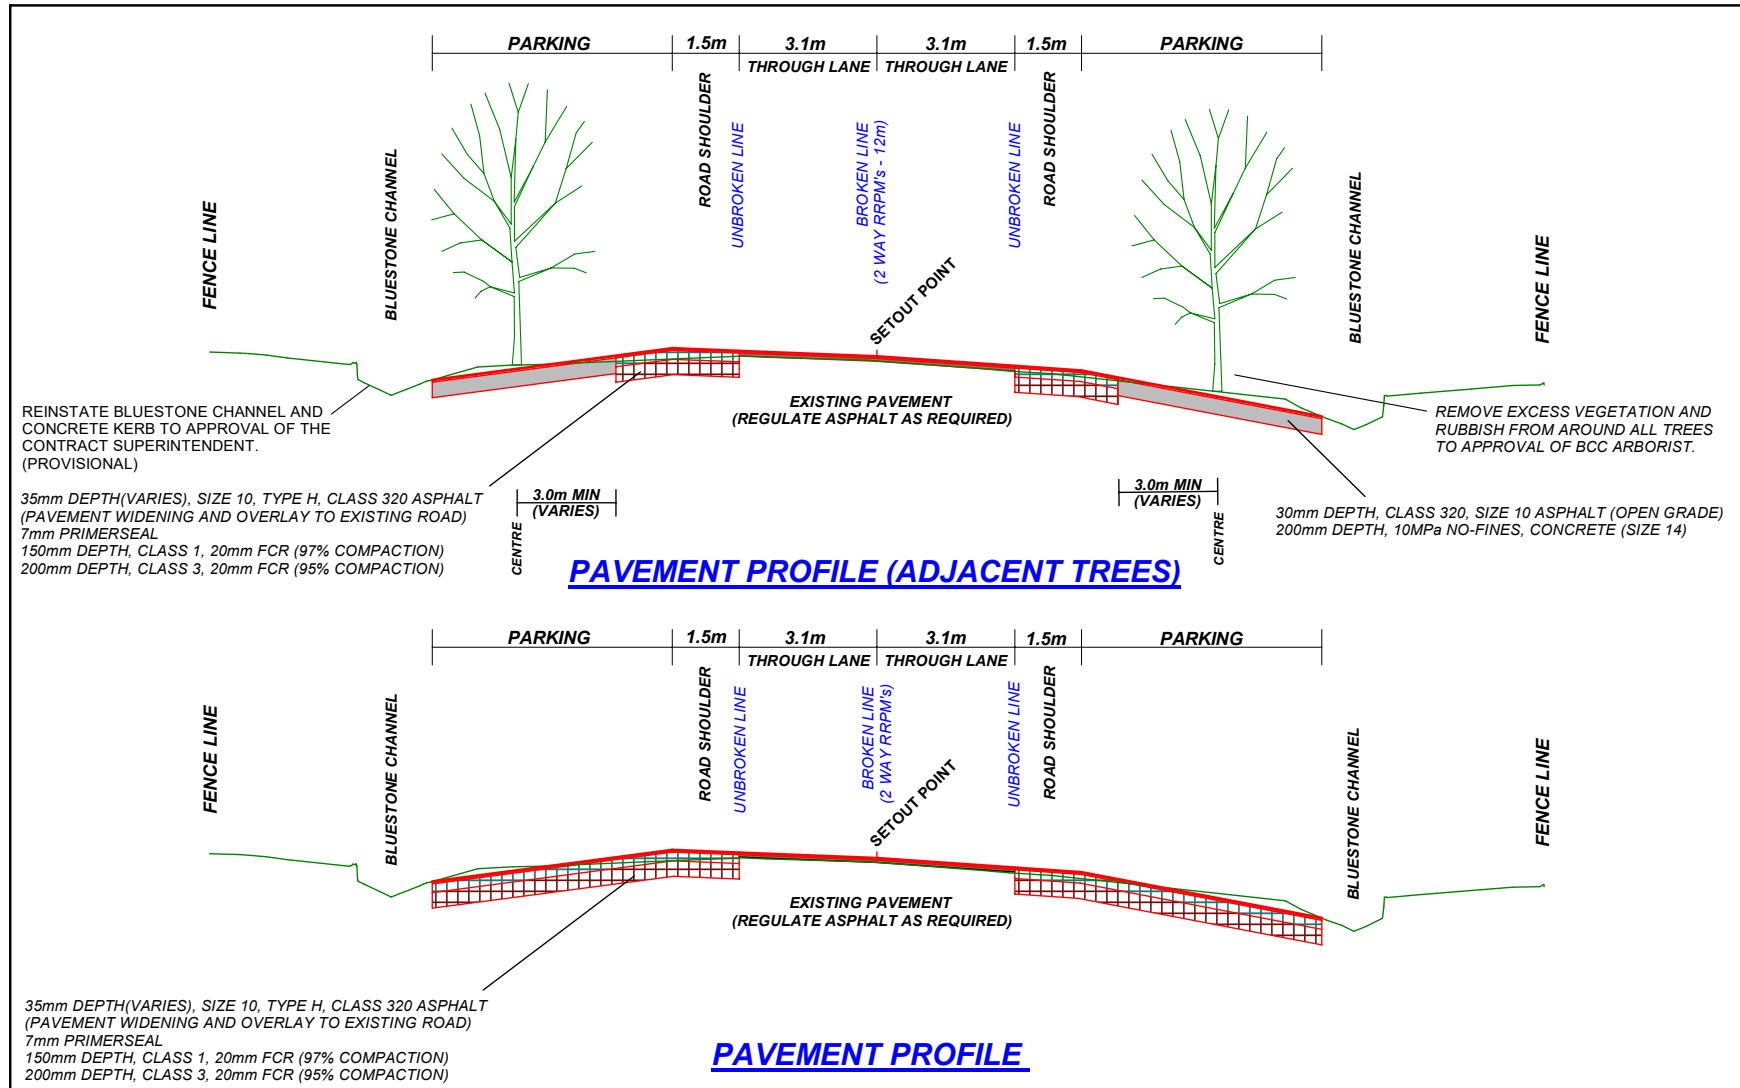 PARKING
1.5m
3.1m
3.1m
1.5m
PARKING
THROUGH LANE
THROUGH LANE
FENCE LINE
BLUESTONE CHANNEL
ROAD SHOULDER
UNBROKEN LINE
BROKEN LINE
(2 WAY RRPM's - 12m)
SETOUT POINT
UNBROKEN LINE
ROAD SHOULDER
BLUESTONE CHANNEL
FENCE LINE
EXISTING PAVEMENT
(REGULATE ASPHALT AS REQUIRED)
REINSTATE BLUESTONE CHANNEL AND
CONCRETE KERB TO APPROVAL OF THE
CONTRACT SUPERINTENDENT.
(PROVISIONAL)
REMOVE EXCESS VEGETATION AND
RUBBISH FROM AROUND ALL TREES
TO APPROVAL OF BCC ARBORIST.
35mm DEPTH(VARIES), SIZE 10, TYPE H, CLASS 320 ASPHALT
(PAVEMENT WIDENING AND OVERLAY TO EXISTING ROAD)
7mm PRIMERSEAL
150mm DEPTH, CLASS 1, 20mm FCR (97% COMPACTION)
200mm DEPTH, CLASS 3, 20mm FCR (95% COMPACTION)
3.0m MIN
(VARIES)
CENTRE
3.0m MIN
(VARIES)
CENTRE
30mm DEPTH, CLASS 320, SIZE 10 ASPHALT (OPEN GRADE)
200mm DEPTH, 10MPa NO-FINES, CONCRETE (SIZE 14)
PAVEMENT PROFILE (ADJACENT TREES)
PARKING
1.5m
3.1m
3.1m
1.5m
PARKING
THROUGH LANE
THROUGH LANE
FENCE LINE
BLUESTONE CHANNEL
ROAD SHOULDER
UNBROKEN LINE
BROKEN LINE
(2 WAY RRPM's)
SETOUT POINT
UNBROKEN LINE
ROAD SHOULDER
BLUESTONE CHANNEL
FENCE LINE
EXISTING PAVEMENT
(REGULATE ASPHALT AS REQUIRED)
35mm DEPTH(VARIES), SIZE 10, TYPE H, CLASS 320 ASPHALT
(PAVEMENT WIDENING AND OVERLAY TO EXISTING ROAD)
7mm PRIMERSEAL
150mm DEPTH, CLASS 1, 20mm FCR (97% COMPACTION)
200mm DEPTH, CLASS 3, 20mm FCR (95% COMPACTION)
PAVEMENT PROFILE